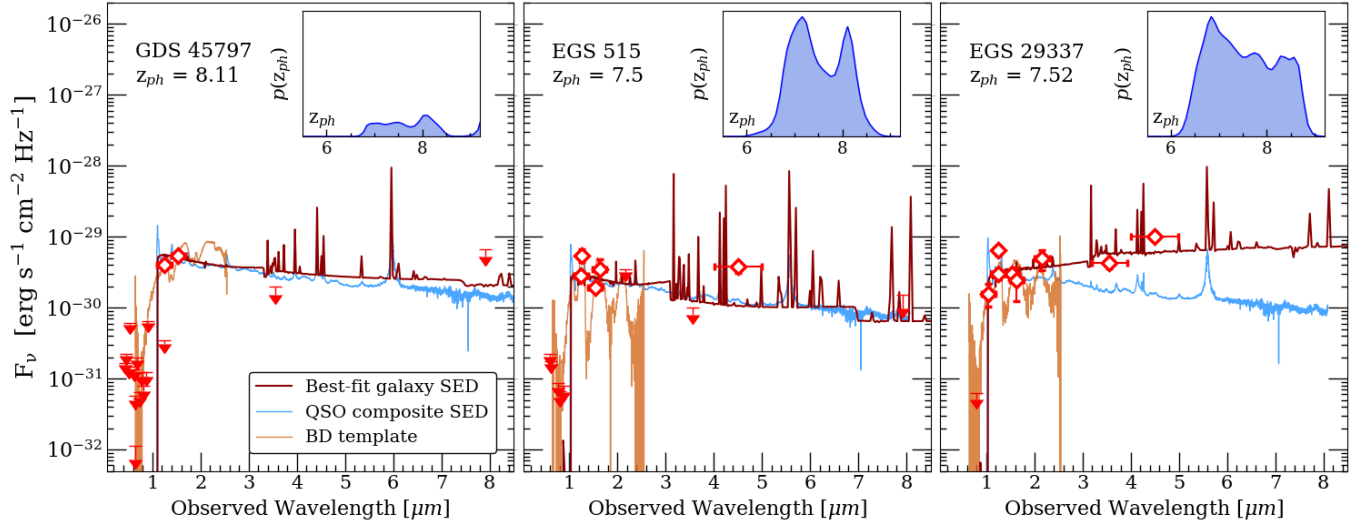 10⁻²⁶
10⁻²⁷
10⁻²⁸
10⁻²⁹
10⁻³⁰
10⁻³¹
10⁻³²
F_ν [erg s⁻¹ cm⁻² Hz⁻¹]
GDS 45797
z_ph = 8.11
p(z_ph)
z_ph
6 8
Best-fit galaxy SED
QSO composite SED
BD template
1 2 3 4 5 6 7 8
Observed Wavelength [μm]
EGS 515
z_ph = 7.5
p(z_ph)
z_ph
6 8
1 2 3 4 5 6 7 8
Observed Wavelength [μm]
EGS 29337
z_ph = 7.52
p(z_ph)
z_ph
6 8
1 2 3 4 5 6 7 8
Observed Wavelength [μm]